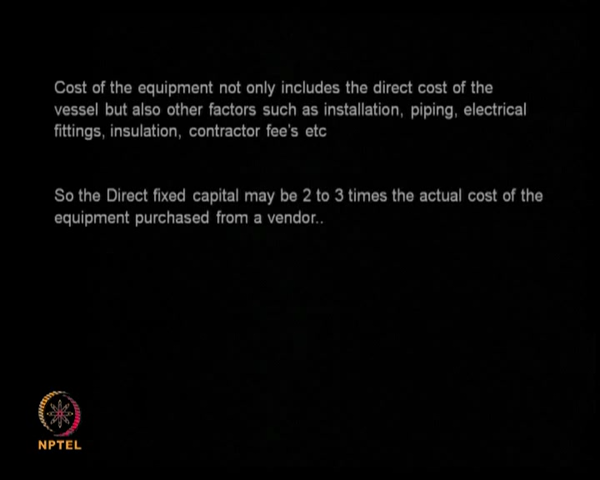 Cost of the equipment not only includes the direct cost of the
vessel but also other factors such as installation, piping, electrical
fittings, insulation, contractor fee's etc
So the Direct fixed capital may be 2 to 3 times the actual cost of the
equipment purchased from a vendor..
NPTEL